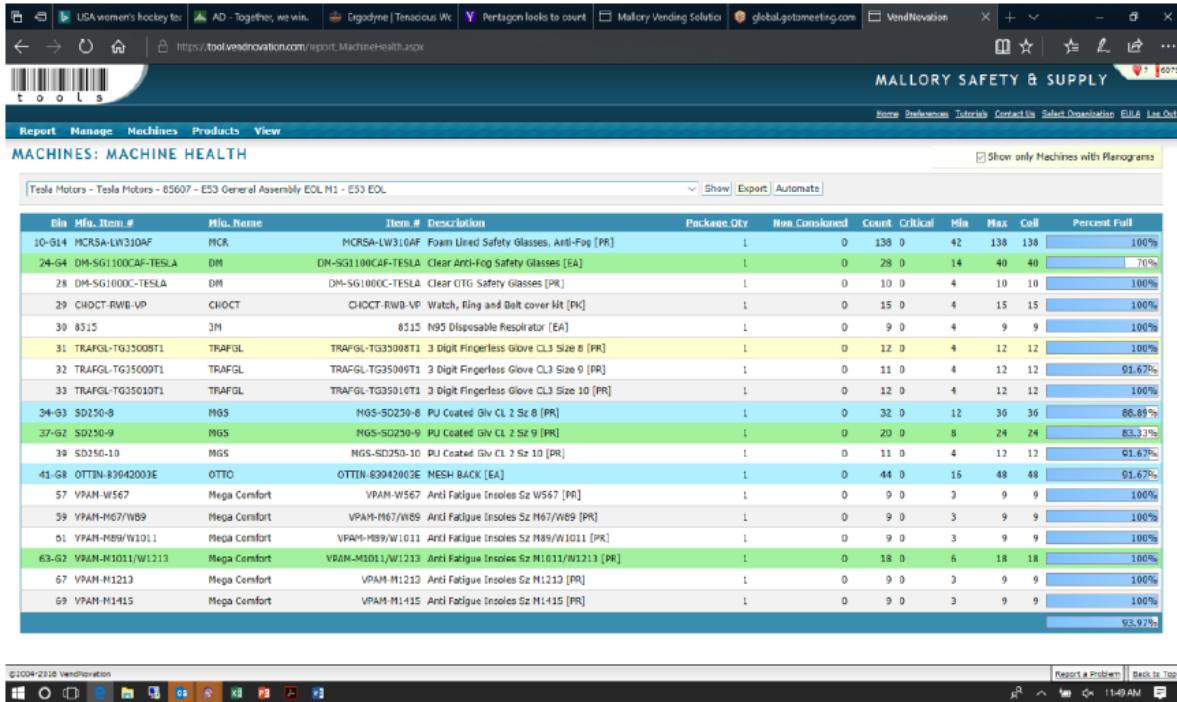 USA women's hockey te AD - Together, we win. Ergodyne | Tenacious Wo Pentagon looks to count Mallory Vending Solutio global.gotomeeting.com VendNovation
https://tool.vendnovation.com/report_MachineHealth.aspx
tools
MALLORY SAFETY & SUPPLY 7 607
Home Preferences Tutorials Contact Us Select Organization EULA Log Out
Report Manage Machines Products View
MACHINES: MACHINE HEALTH
Show only Machines with Planograms
Tesla Motors - Tesla Motors - 85607 - E53 General Assembly EOL M1 - E53 EOL Show Export Automate
Bin Mfg. Item # Mfg. Name Item # Description Package Qty Non Consigned Count Critical Min Max Coil Percent Full
10-G14 MCRSA-LW310AF MCR MCRSA-LW310AF Foam Lined Safety Glasses, Anti-Fog [PR] 1 0 138 0 42 138 138 100%
24-G4 DM-SG1100CAF-TESLA DM DM-SG1100CAF-TESLA Clear Anti-Fog Safety Glasses [EA] 1 0 28 0 14 40 40 70%
28 DM-SG1000C-TESLA DM DM-SG1000C-TESLA Clear OTG Safety Glasses [PR] 1 0 10 0 4 10 10 100%
29 CHOCT-RWB-VP CHOCT CHOCT-RWB-VP Watch, Ring and Belt cover kit [PK] 1 0 15 0 4 15 15 100%
30 8515 3M 8515 N95 Disposable Respirator [EA] 1 0 9 0 4 9 9 100%
31 TRAFGL-TG35008T1 TRAFGL TRAFGL-TG35008T1 3 Digit Fingerless Glove CL3 Size 8 [PR] 1 0 12 0 4 12 12 100%
32 TRAFGL-TG35009T1 TRAFGL TRAFGL-TG35009T1 3 Digit Fingerless Glove CL3 Size 9 [PR] 1 0 11 0 4 12 12 91.67%
33 TRAFGL-TG35010T1 TRAFGL TRAFGL-TG35010T1 3 Digit Fingerless Glove CL3 Size 10 [PR] 1 0 12 0 4 12 12 100%
34-G3 SD250-8 MGS MGS-SD250-8 PU Coated Glv CL 2 Sz 8 [PR] 1 0 32 0 12 36 36 88.89%
37-G2 SD250-9 MGS MGS-SD250-9 PU Coated Glv CL 2 Sz 9 [PR] 1 0 20 0 8 24 24 83.33%
39 SD250-10 MGS MGS-SD250-10 PU Coated Glv CL 2 Sz 10 [PR] 1 0 11 0 4 12 12 91.67%
41-G8 OTTIN-83942003E OTTO OTTIN-83942003E MESH BACK [EA] 1 0 44 0 16 48 48 91.67%
57 VPAM-W567 Mega Comfort VPAM-W567 Anti Fatigue Insoles Sz W567 [PR] 1 0 9 0 3 9 9 100%
59 VPAM-M67/W89 Mega Comfort VPAM-M67/W89 Anti Fatigue Insoles Sz M67/W89 [PR] 1 0 9 0 3 9 9 100%
61 VPAM-M89/W1011 Mega Comfort VPAM-M89/W1011 Anti Fatigue Insoles Sz M89/W1011 [PR] 1 0 9 0 3 9 9 100%
63-G2 VPAM-M1011/W1213 Mega Comfort VPAM-M1011/W1213 Anti Fatigue Insoles Sz M1011/W1213 [PR] 1 0 18 0 6 18 18 100%
67 VPAM-M1213 Mega Comfort VPAM-M1213 Anti Fatigue Insoles Sz M1213 [PR] 1 0 9 0 3 9 9 100%
69 VPAM-M1415 Mega Comfort VPAM-M1415 Anti Fatigue Insoles Sz M1415 [PR] 1 0 9 0 3 9 9 100%
93.97%
©2004-2018 VendNovation Report a Problem Back to Top
11:49 AM